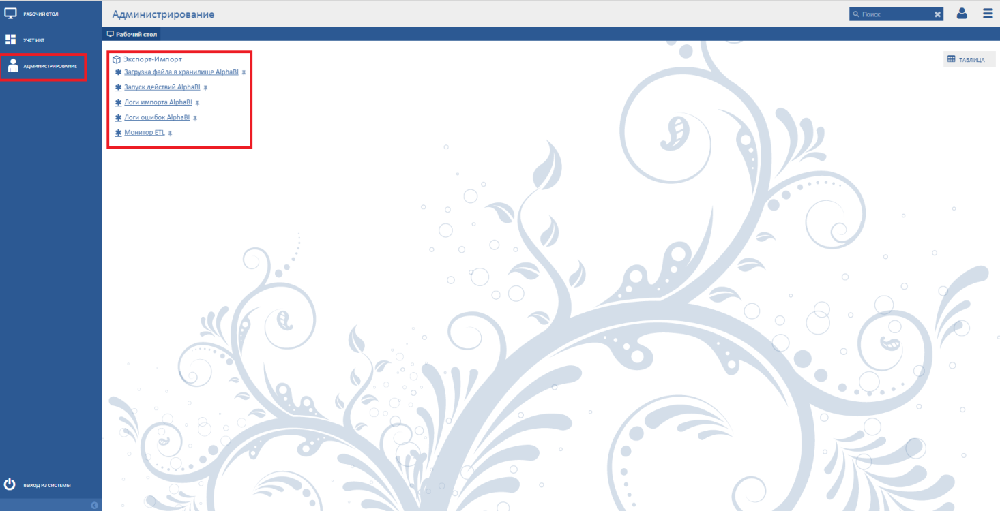 РАБОЧИЙ СТОЛ
УЧЕТ ИКТ
АДМИНИСТРИРОВАНИЕ
ВЫХОД ИЗ СИСТЕМЫ
Администрирование
Поиск
Рабочий стол
Экспорт-Импорт
Загрузка файла в хранилище AlphaBI
Запуск действий AlphaBI
Логи импорта AlphaBI
Логи ошибок AlphaBI
Монитор ETL
ТАБЛИЦА